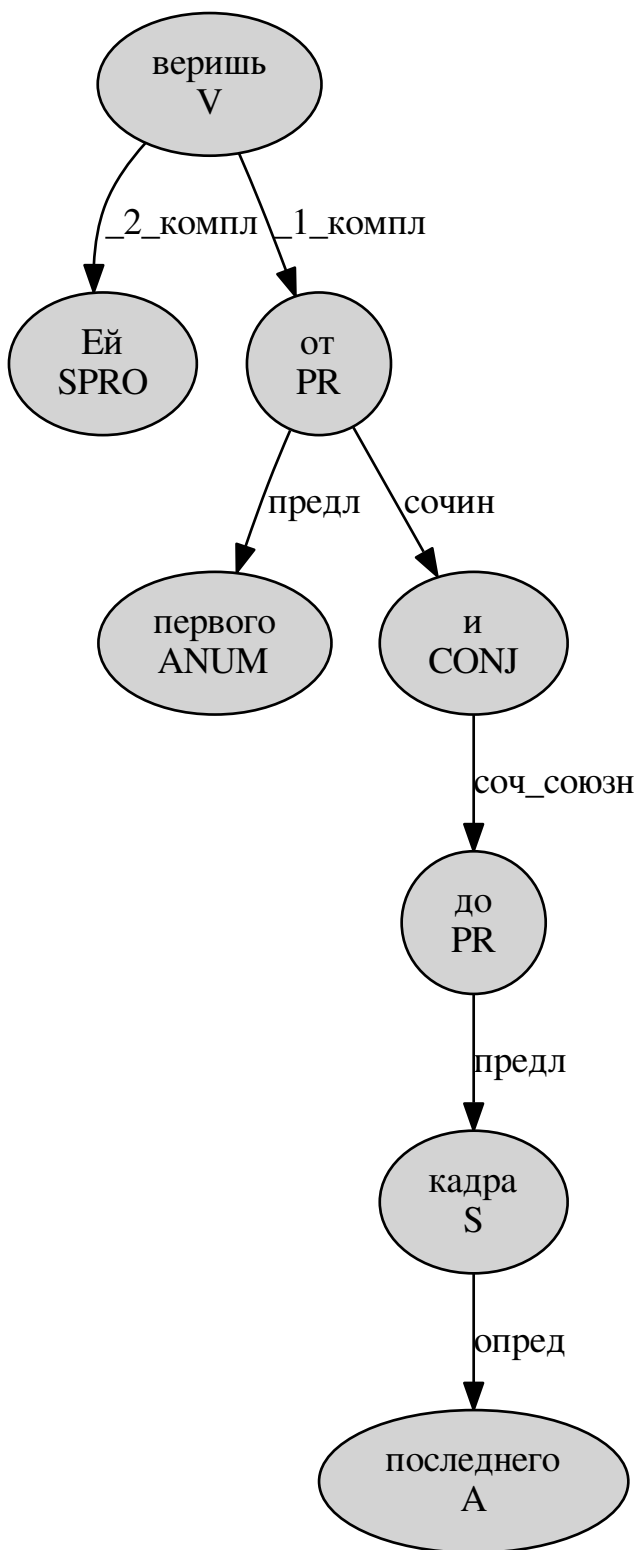 веришь
V
_2_компл
_1_компл
Ей
SPRO
от
PR
предл
сочин
первого
ANUM
и
CONJ
соч_союзн
до
PR
предл
кадра
S
опред
последнего
A